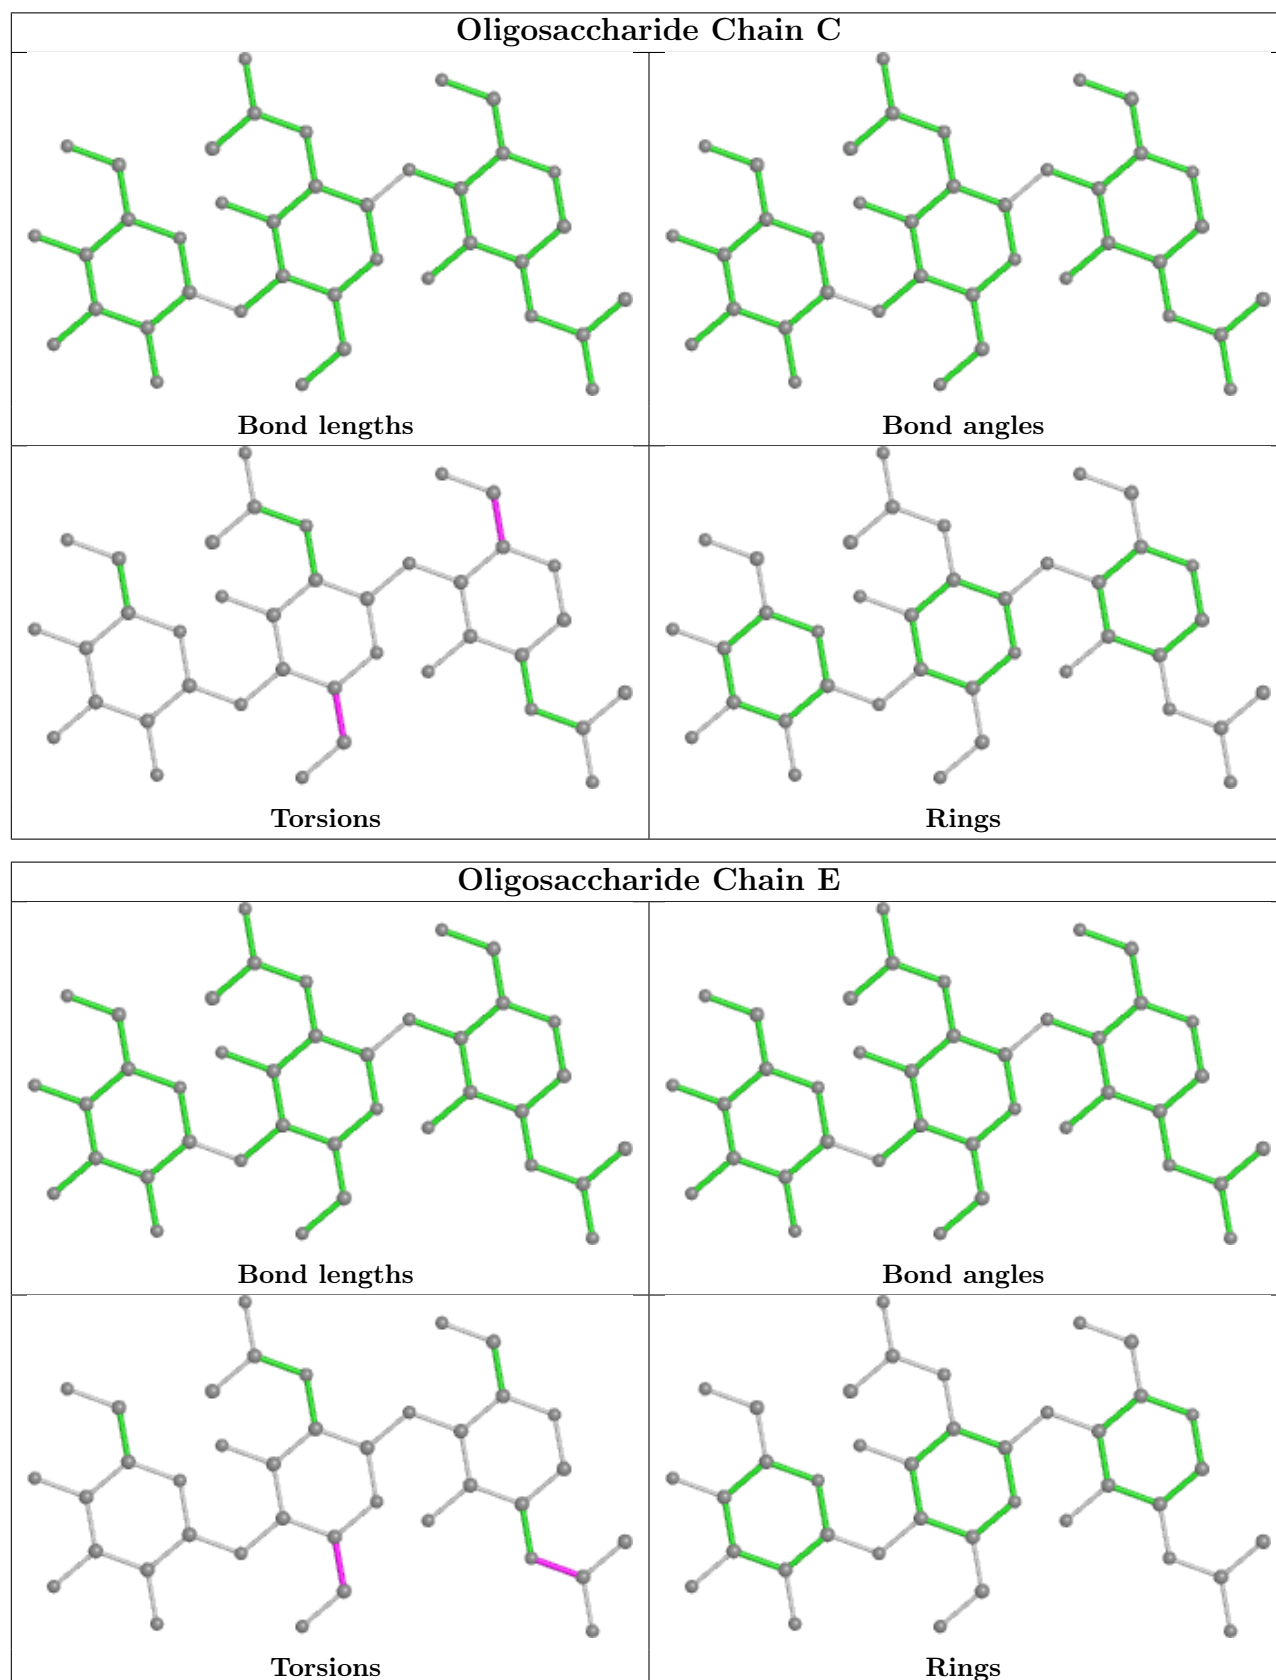 Oligosaccharide Chain C
Bond lengths
Bond angles
Torsions
Rings
Oligosaccharide Chain E
Bond lengths
Bond angles
Torsions
Rings